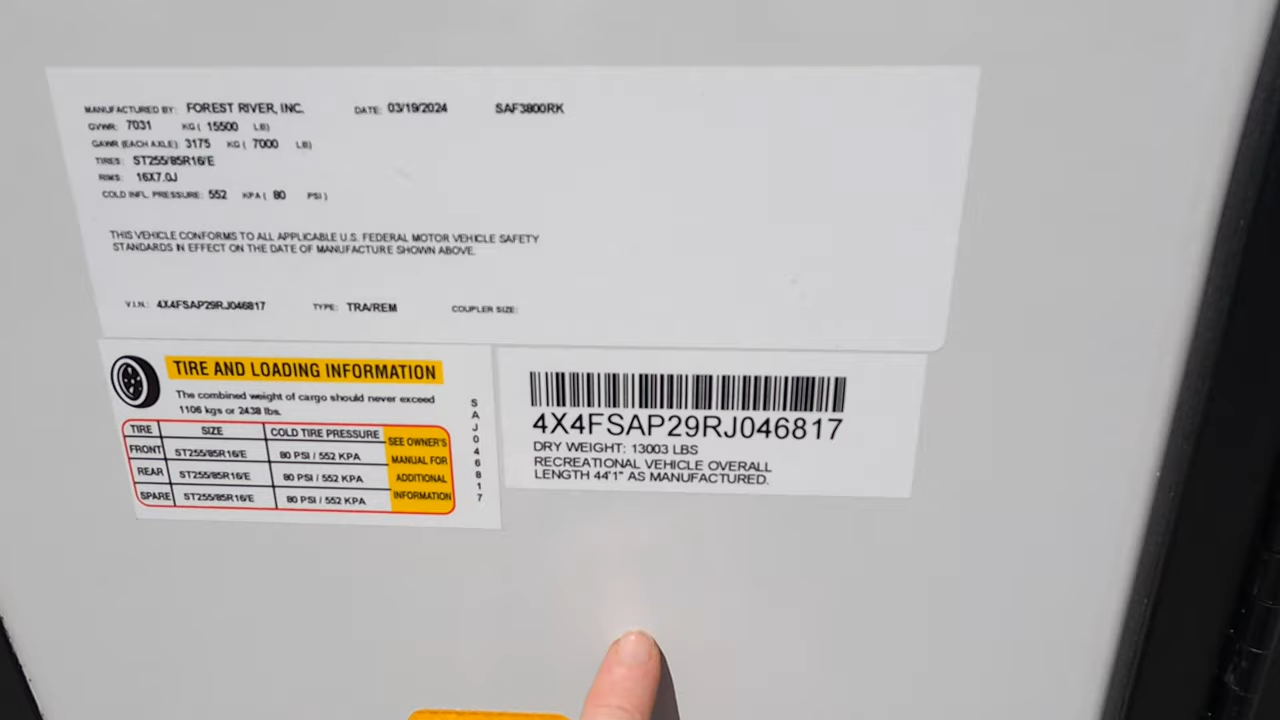 MANUFACTURED BY: FOREST RIVER, INC. DATE: 03/19/2024 SAF3800RK
GVWR: 7031 KG ( 15500 LB)
GAWR (EACH AXLE): 3175 KG ( 7000 LB)
TIRES: ST255/85R16/E
RIMS: 16X7.0J
COLD INFL. PRESSURE: 552 KPA ( 80 PSI )
THIS VEHICLE CONFORMS TO ALL APPLICABLE U.S. FEDERAL MOTOR VEHICLE SAFETY
STANDARDS IN EFFECT ON THE DATE OF MANUFACTURE SHOWN ABOVE.
V.I.N.: 4X4FSAP29RJ046817 TYPE: TRA/REM COUPLER SIZE:
TIRE AND LOADING INFORMATION
The combined weight of cargo should never exceed
1106 kgs or 2438 lbs.
TIRE SIZE COLD TIRE PRESSURE SEE OWNER'S
FRONT ST255/85R16/E 80 PSI / 552 KPA MANUAL FOR
REAR ST255/85R16/E 80 PSI / 552 KPA ADDITIONAL
SPARE ST255/85R16/E 80 PSI / 552 KPA INFORMATION
SAJ046817
4X4FSAP29RJ046817
DRY WEIGHT: 13003 LBS
RECREATIONAL VEHICLE OVERALL
LENGTH 44'1" AS MANUFACTURED.